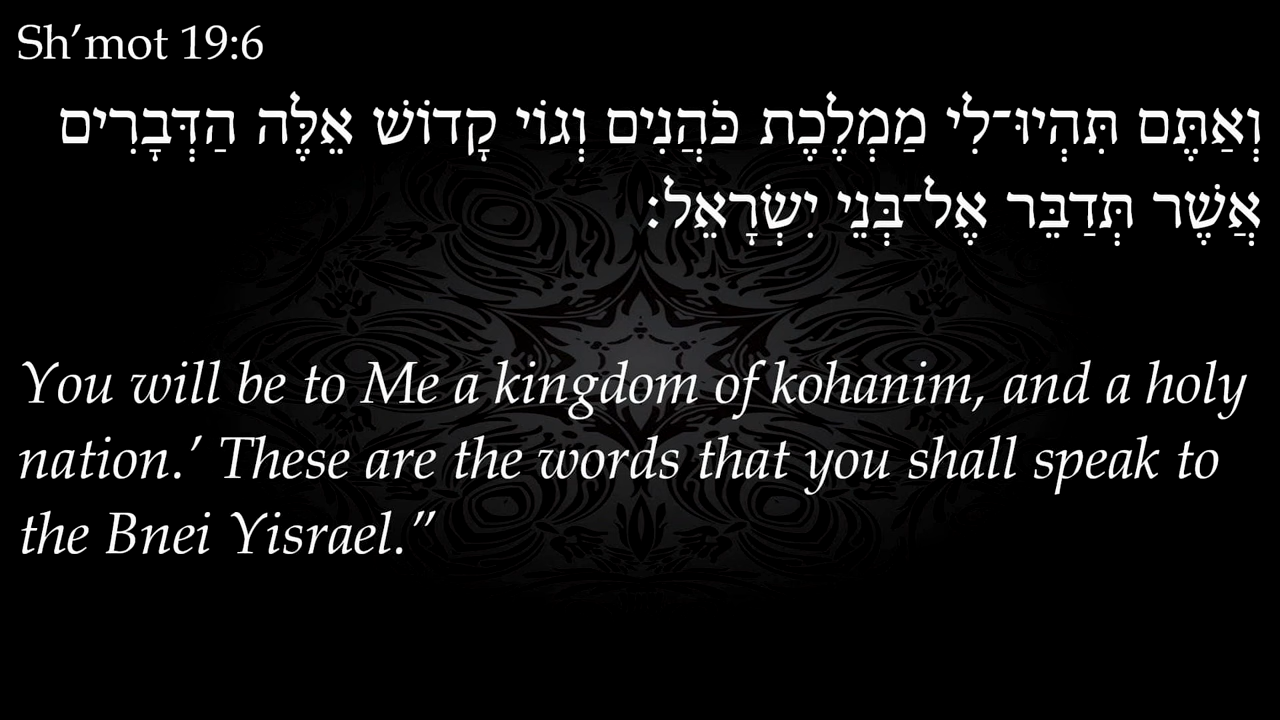 Sh’mot 19:6
וְאַתֶּם תִּהְיוּ־לִי מַמְלֶכֶת כֹּהֲנִים וְגוֹי קָדוֹשׁ אֵלֶּה הַדְּבָרִים
אֲשֶׁר תְּדַבֵּר אֶל־בְּנֵי יִשְׂרָאֵל:
You will be to Me a kingdom of kohanim, and a holy
nation.’ These are the words that you shall speak to
the Bnei Yisrael.”